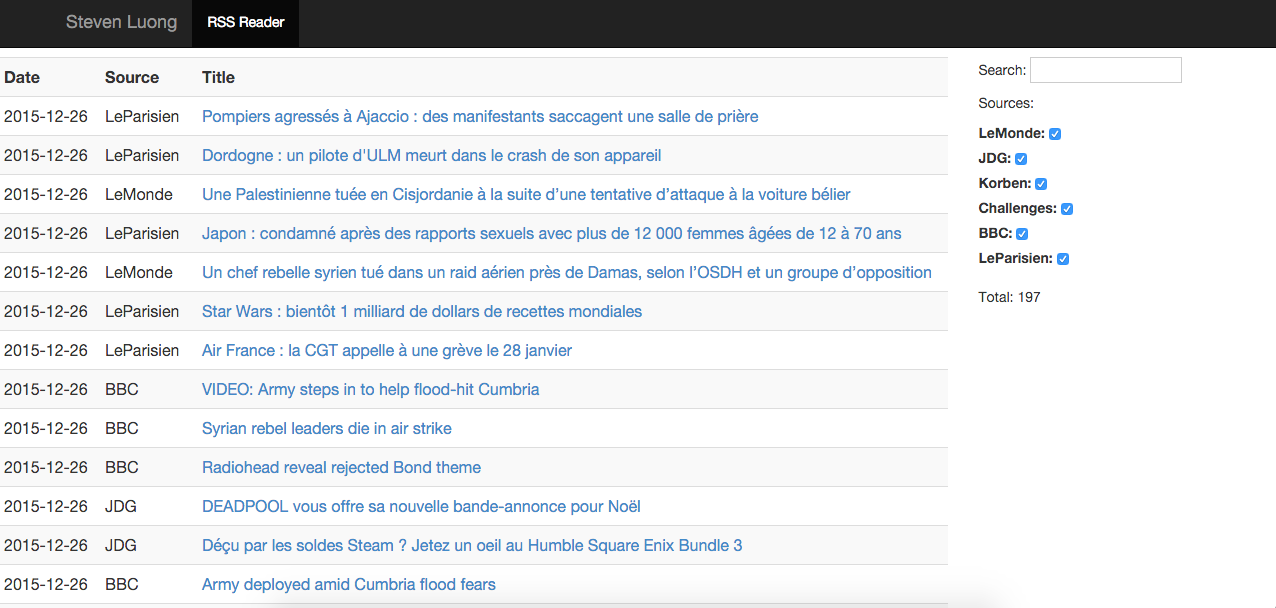 Steven Luong RSS Reader
Date Source Title
2015-12-26 LeParisien Pompiers agressés à Ajaccio : des manifestants saccagent une salle de prière
2015-12-26 LeParisien Dordogne : un pilote d'ULM meurt dans le crash de son appareil
2015-12-26 LeMonde Une Palestinienne tuée en Cisjordanie à la suite d’une tentative d’attaque à la voiture bélier
2015-12-26 LeParisien Japon : condamné après des rapports sexuels avec plus de 12 000 femmes âgées de 12 à 70 ans
2015-12-26 LeMonde Un chef rebelle syrien tué dans un raid aérien près de Damas, selon l’OSDH et un groupe d’opposition
2015-12-26 LeParisien Star Wars : bientôt 1 milliard de dollars de recettes mondiales
2015-12-26 LeParisien Air France : la CGT appelle à une grève le 28 janvier
2015-12-26 BBC VIDEO: Army steps in to help flood-hit Cumbria
2015-12-26 BBC Syrian rebel leaders die in air strike
2015-12-26 BBC Radiohead reveal rejected Bond theme
2015-12-26 JDG DEADPOOL vous offre sa nouvelle bande-annonce pour Noël
2015-12-26 JDG Déçu par les soldes Steam ? Jetez un oeil au Humble Square Enix Bundle 3
2015-12-26 BBC Army deployed amid Cumbria flood fears
Search:
Sources:
LeMonde:
JDG:
Korben:
Challenges:
BBC:
LeParisien:
Total: 197